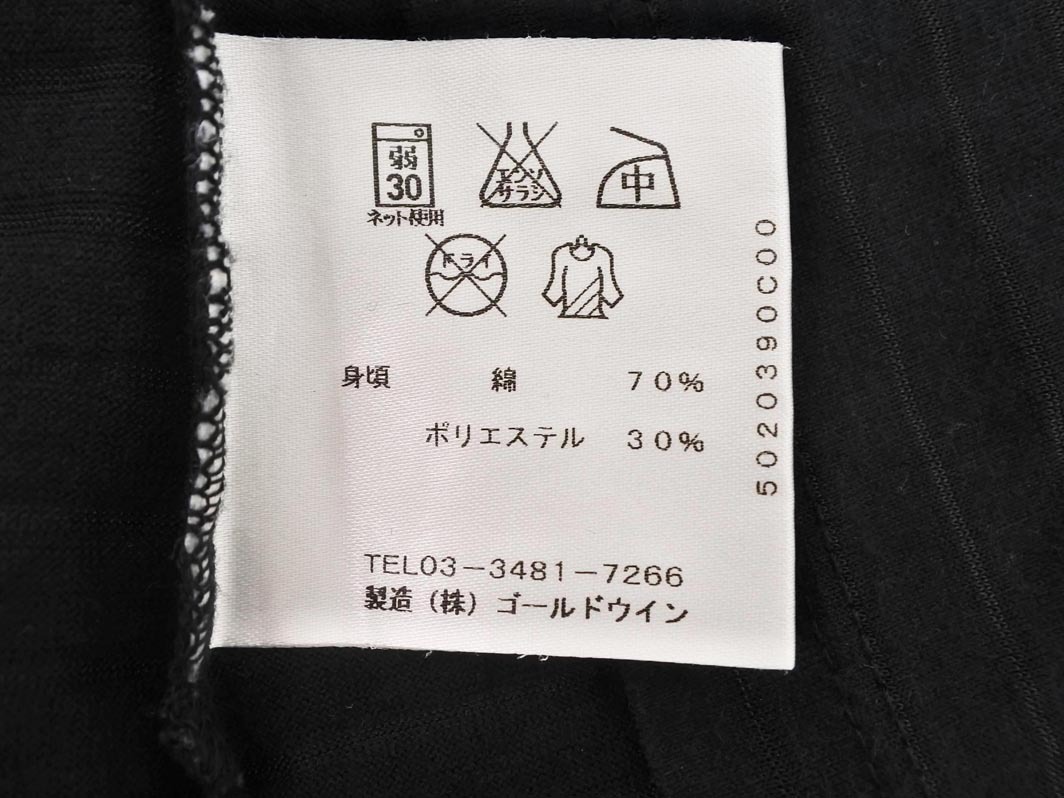 弱
30
ネット使用
エンソ
サラシ
中
ドライ
身頃 綿 70%
ポリエステル 30%
TEL03-3481-7266
製造(株)ゴールドウイン
5020390C00